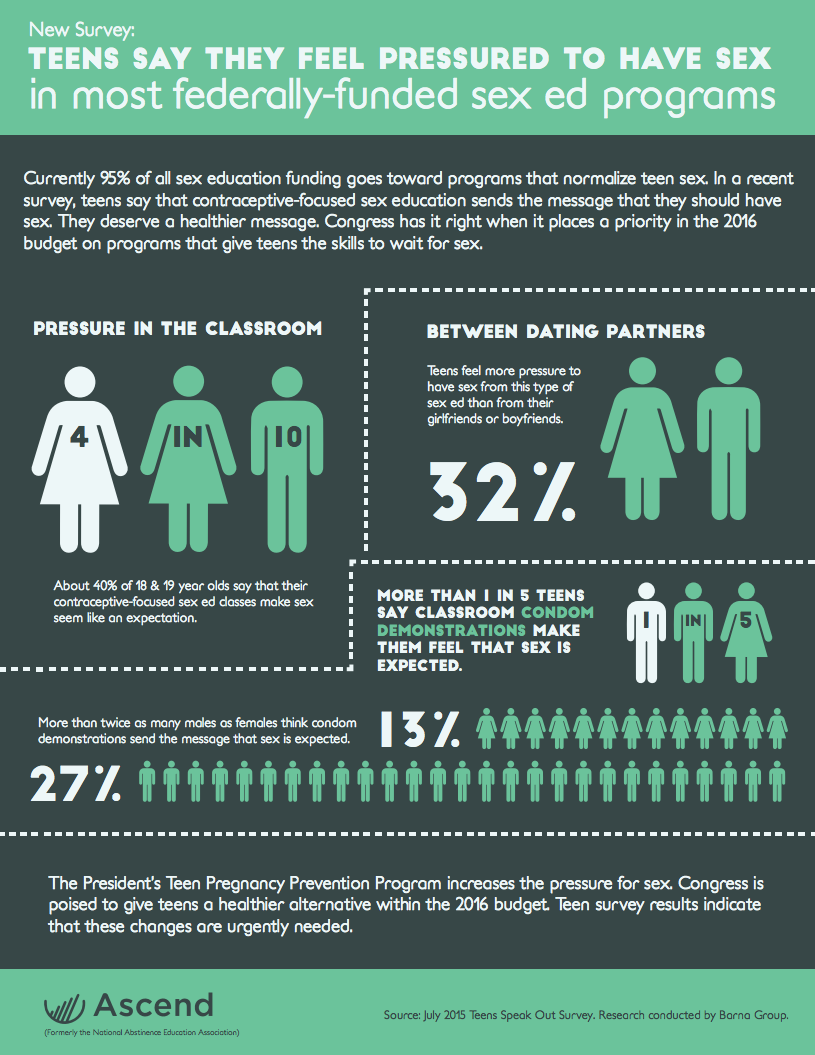 New Survey:
TEENS SAY THEY FEEL PRESSURED TO HAVE SEX
in most federally-funded sex ed programs
Currently 95% of all sex education funding goes toward programs that normalize teen sex. In a recent
survey, teens say that contraceptive-focused sex education sends the message that they should have
sex. They deserve a healthier message. Congress has it right when it places a priority in the 2016
budget on programs that give teens the skills to wait for sex.
PRESSURE IN THE CLASSROOM
4 IN 10
About 40% of 18 & 19 year olds say that their
contraceptive-focused sex ed classes make sex
seem like an expectation.
BETWEEN DATING PARTNERS
Teens feel more pressure to
have sex from this type of
sex ed than from their
girlfriends or boyfriends.
32%
MORE THAN 1 IN 5 TEENS
SAY CLASSROOM CONDOM
DEMONSTRATIONS MAKE
THEM FEEL THAT SEX IS
EXPECTED.
1 IN 5
More than twice as many males as females think condom
demonstrations send the message that sex is expected.
13%
27%
The President's Teen Pregnancy Prevention Program increases the pressure for sex. Congress is
poised to give teens a healthier alternative within the 2016 budget. Teen survey results indicate
that these changes are urgently needed.
Ascend
(Formerly the National Abstinence Education Association)
Source: July 2015 Teens Speak Out Survey. Research conducted by Barna Group.